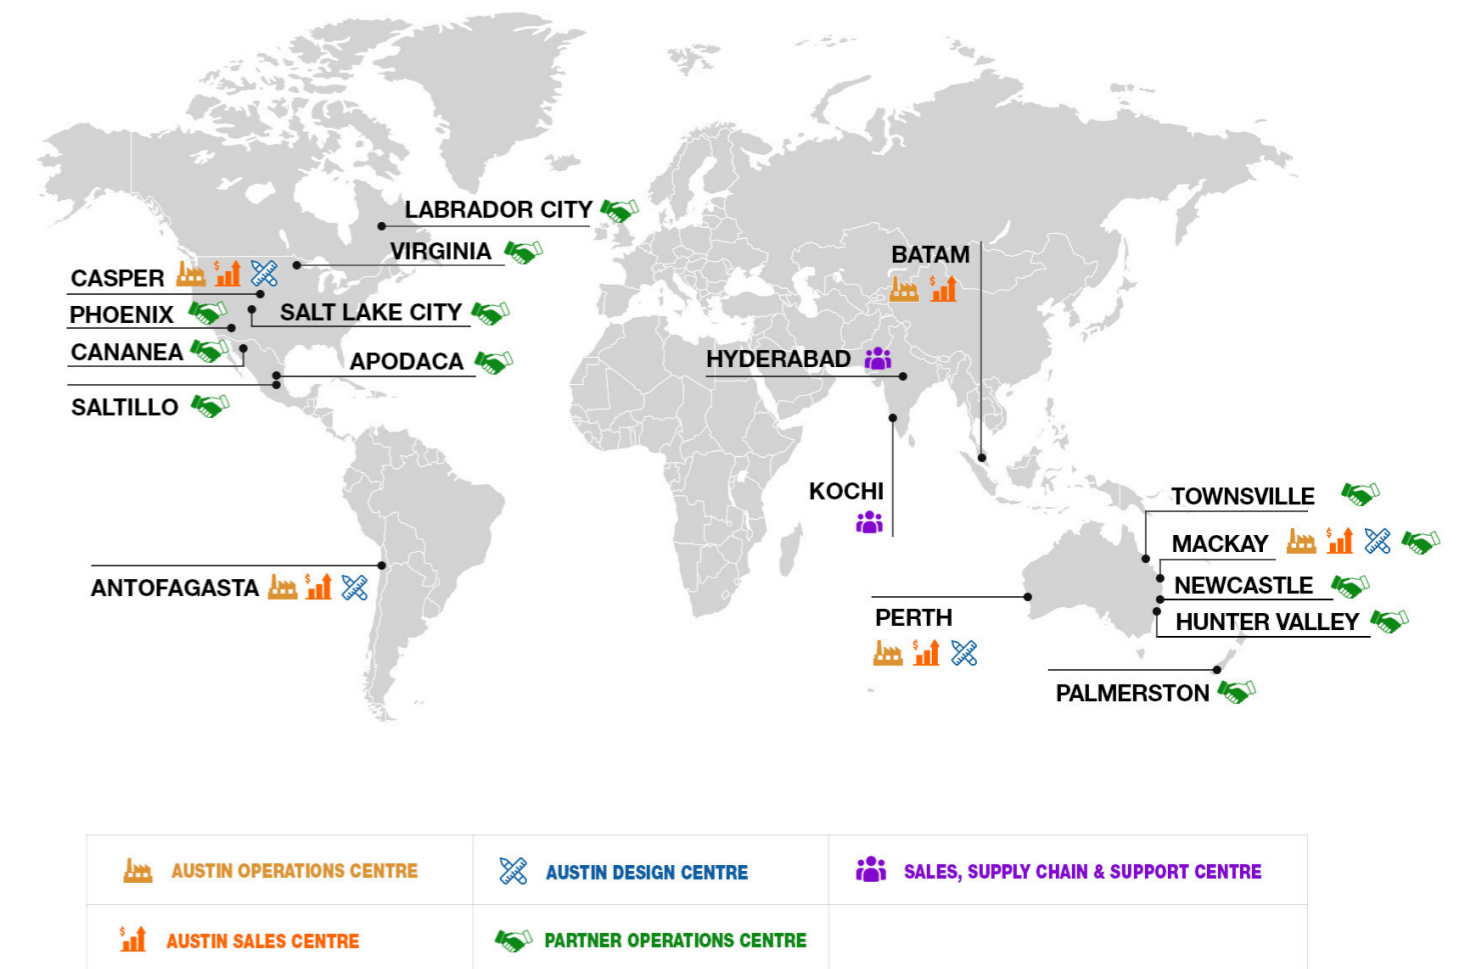 LABRADOR CITY
VIRGINIA
BATAM
CASPER
PHOENIX
SALT LAKE CITY
CANANEA
APODACA
HYDERABAD
SALTILLO
KOCHI
TOWNSVILLE
MACKAY
ANTOFAGASTA
NEWCASTLE
PERTH
HUNTER VALLEY
PALMERSTON
AUSTIN OPERATIONS CENTRE
AUSTIN DESIGN CENTRE
SALES, SUPPLY CHAIN & SUPPORT CENTRE
AUSTIN SALES CENTRE
PARTNER OPERATIONS CENTRE